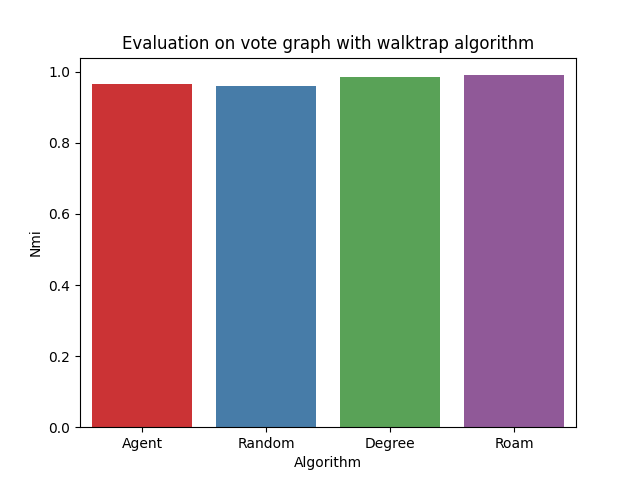 Evaluation on vote graph with walktrap algorithm
1.0
0.8
0.6
0.4
0.2
0.0
Nmi
Agent Random Degree Roam
Algorithm